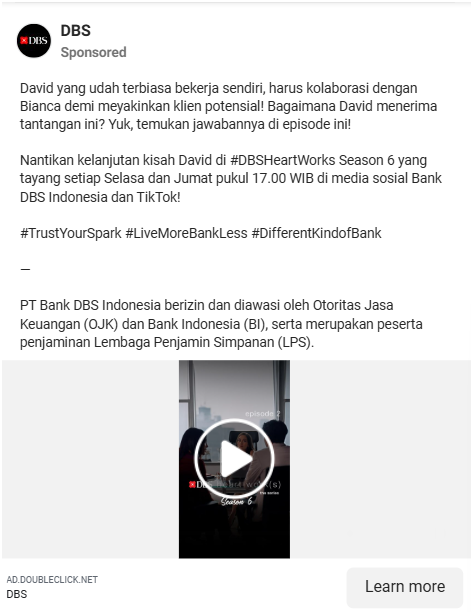 DBS
DBS
Sponsored
David yang udah terbiasa bekerja sendiri, harus kolaborasi dengan
Bianca demi meyakinkan klien potensial! Bagaimana David menerima
tantangan ini? Yuk, temukan jawabannya di episode ini!
Nantikan kelanjutan kisah David di #DBSHeartWorks Season 6 yang
tayang setiap Selasa dan Jumat pukul 17.00 WIB di media sosial Bank
DBS Indonesia dan TikTok!
#TrustYourSpark #LiveMoreBankLess #DifferentKindofBank
—
PT Bank DBS Indonesia berizin dan diawasi oleh Otoritas Jasa
Keuangan (OJK) dan Bank Indonesia (BI), serta merupakan peserta
penjaminan Lembaga Penjamin Simpanan (LPS).
episode 2
the series
Season 6
AD.DOUBLECLICK.NET
DBS
Learn more